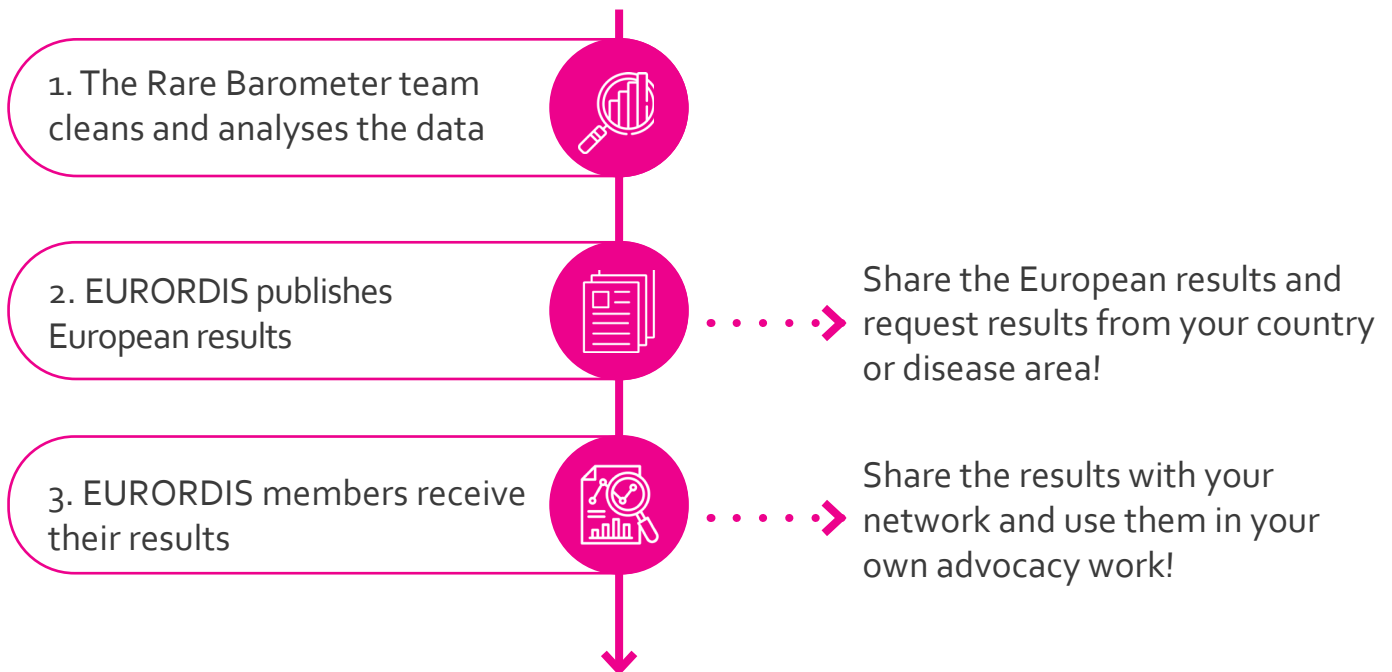 1. The Rare Barometer team
cleans and analyses the data
2. EURORDIS publishes
European results
Share the European results and
request results from your country
or disease area!
3. EURORDIS members receive
their results
Share the results with your
network and use them in your
own advocacy work!